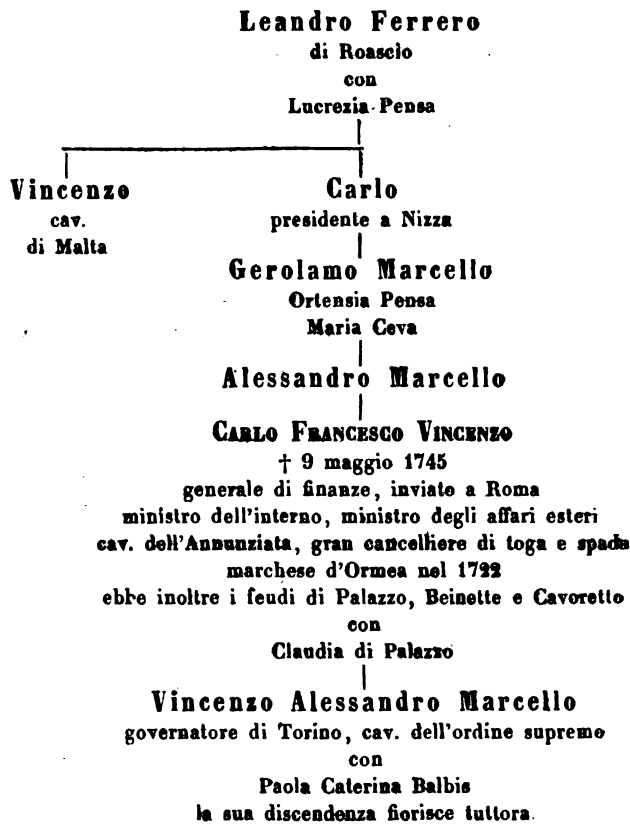 Leandro Ferrero
di Roascio
con
Lucrezia Pensa
Vincenzo
cav.
di Malta
Carlo
presidente a Nizza
Gerolamo Marcello
Ortensia Pensa
Maria Ceva
Alessandro Marcello
CARLO FRANCESCO VINCENZO
† 9 maggio 1745
generale di finanze, inviato a Roma
ministro dell'interno, ministro degli affari esteri
cav. dell'Annunziata, gran cancelliere di toga e spada
marchese d'Ormea nel 1722
ebbe inoltre i feudi di Palazzo, Beinette e Cavoretto
con
Claudia di Palazzo
Vincenzo Alessandro Marcello
governatore di Torino, cav. dell'ordine supremo
con
Paola Caterina Balbis
la sua discendenza fiorisce tuttora.